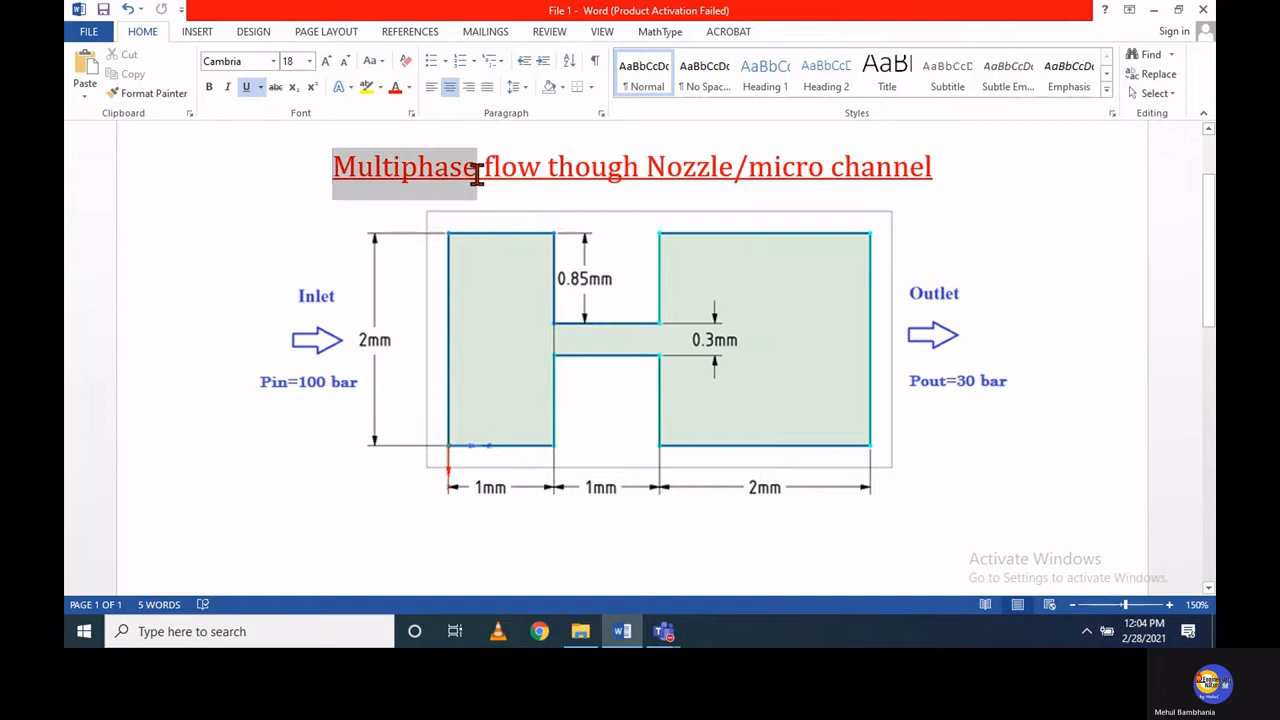 File 1 - Word (Product Activation Failed)
?
FILE
HOME
INSERT
DESIGN
PAGE LAYOUT
REFERENCES
MAILINGS
REVIEW
VIEW
MathType
ACROBAT
Sign in
Paste
Cut
Copy
Format Painter
Clipboard
Cambria
18
Font
Paragraph
AaBbCcDc
¶ Normal
AaBbCcDc
¶ No Spac...
AaBbC
Heading 1
AaBbCc
Heading 2
AaBl
Title
AaBbCcD
Subtitle
AaBbCcDc
Subtle Em...
AaBbCcDc
Emphasis
Styles
Find
Replace
Select
Editing
Multiphase flow though Nozzle/micro channel
0.85mm
Inlet
Outlet
2mm
0.3mm
Pin=100 bar
Pout=30 bar
1mm
1mm
2mm
Activate Windows
Go to Settings to activate Windows.
PAGE 1 OF 1
5 WORDS
150%
Type here to search
12:04 PM
2/28/2021
Mehul Bambhania